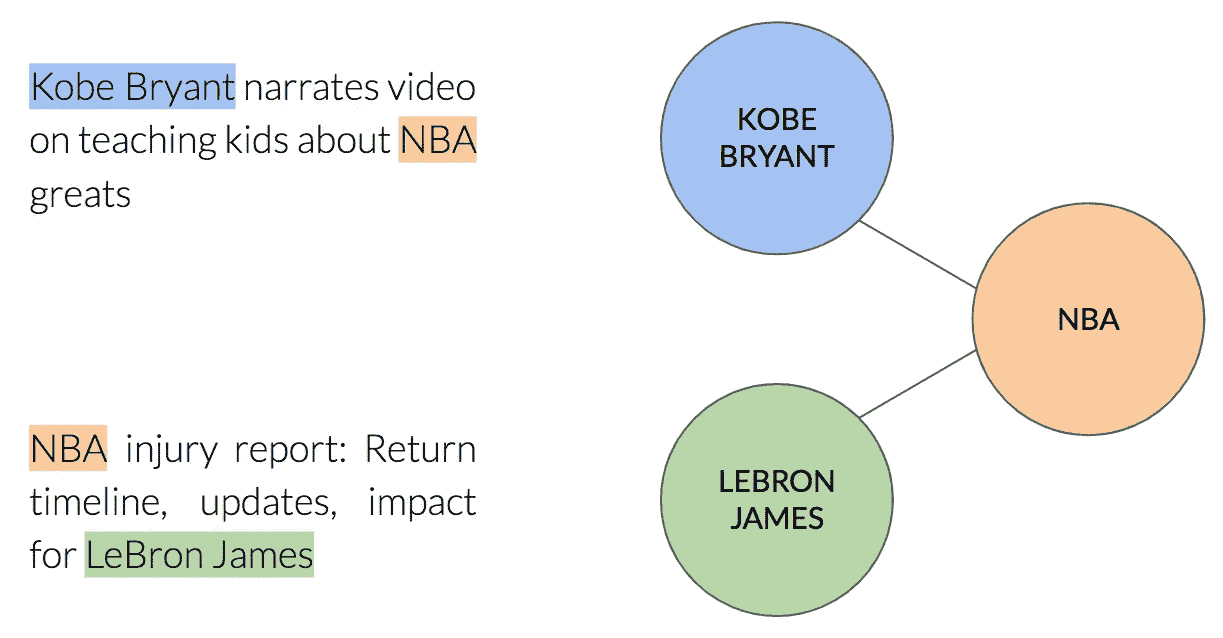 Kobe Bryant narrates video
on teaching kids about NBA
greats
NBA injury report: Return
timeline, updates, impact
for LeBron James
KOBE
BRYANT
NBA
LEBRON
JAMES